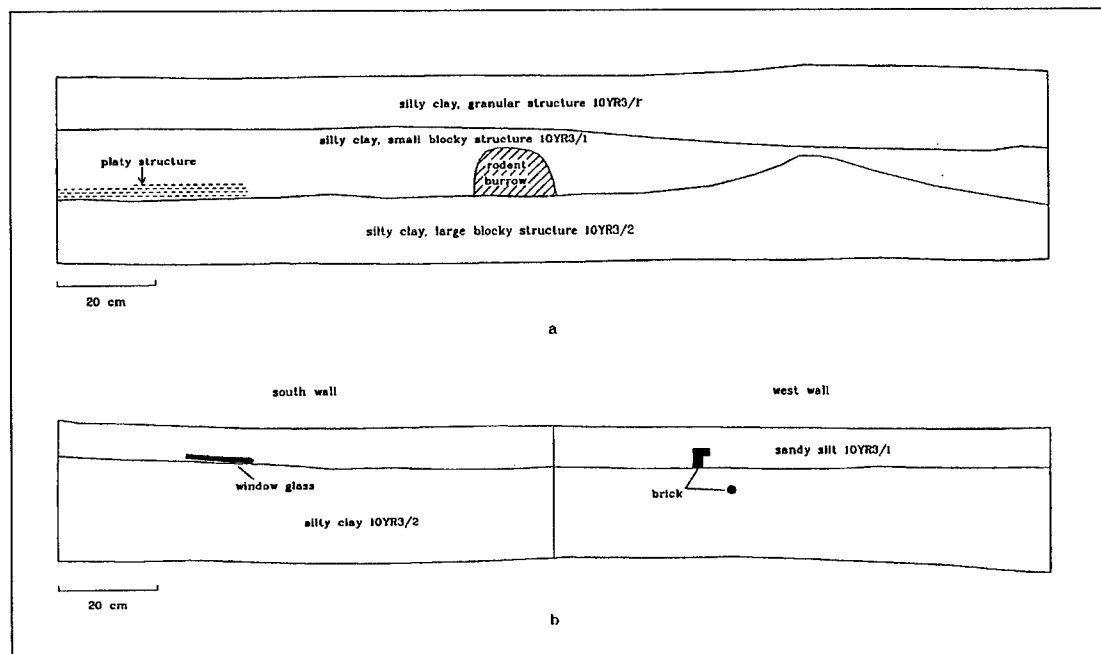 silty clay, granular structure 10YR3/1
silty clay, small blocky structure 10YR3/1
platy structure
rodent
burrow
silty clay, large blocky structure 10YR3/2
20 cm
a
south wall
west wall
sandy silt 10YR3/1
window glass
brick
silty clay 10YR3/2
20 cm
b